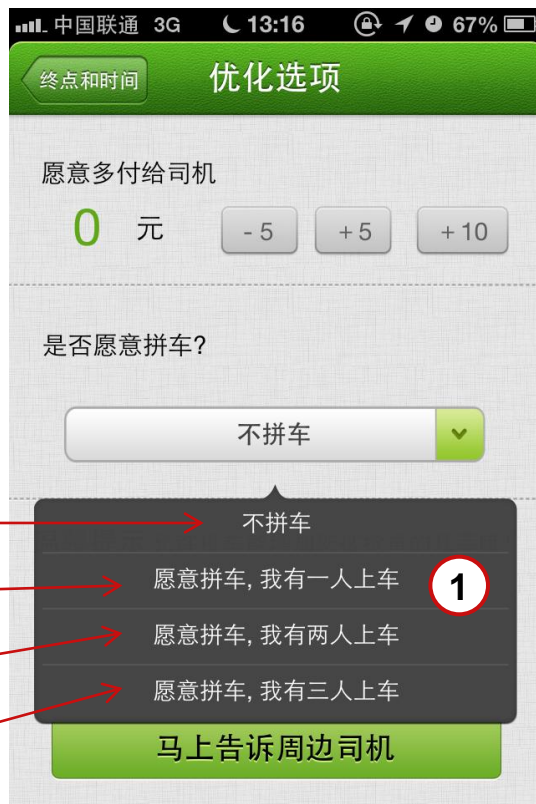 中国联通 3G 13:16 67%
终点和时间 优化选项
愿意多付给司机
0 元 - 5 + 5 + 10
是否愿意拼车?
不拼车
不拼车
愿意拼车, 我有一人上车 1
愿意拼车, 我有两人上车
愿意拼车, 我有三人上车
马上告诉周边司机